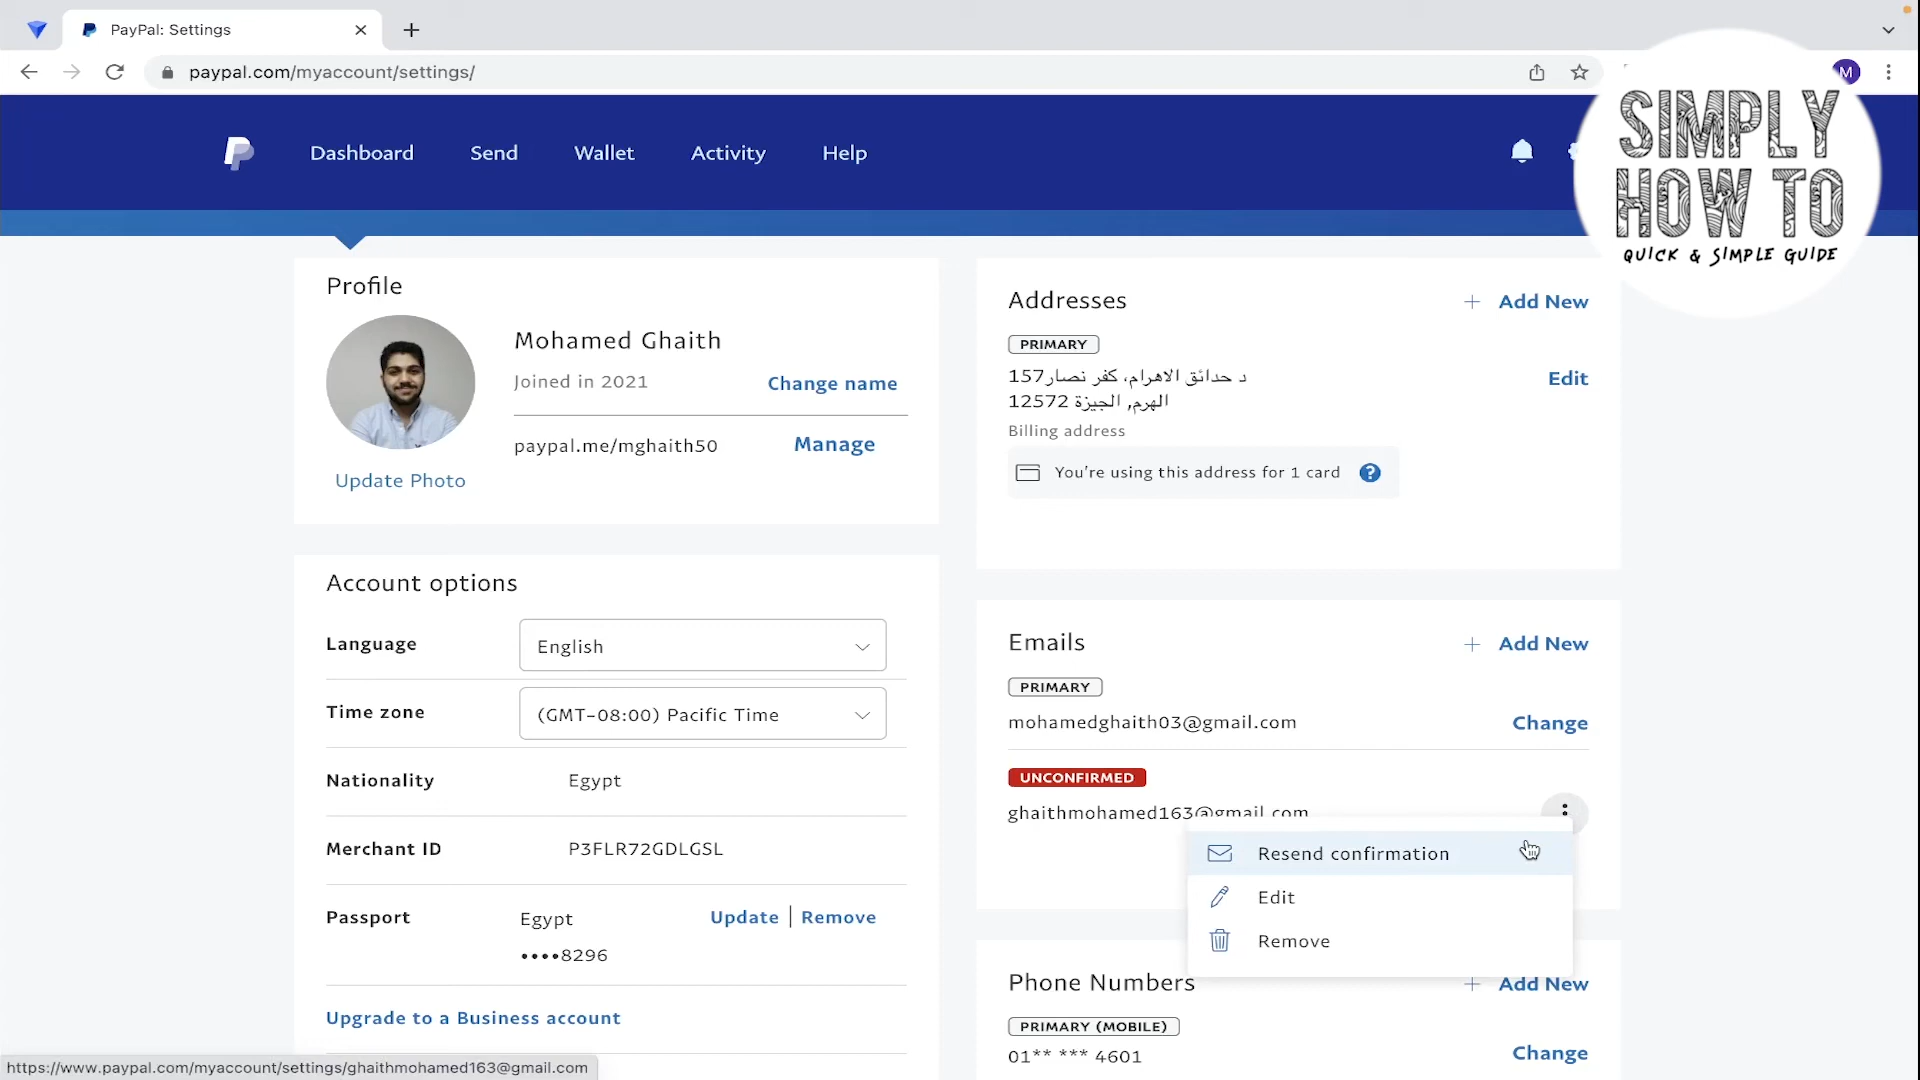 PayPal: Settings
paypal.com/myaccount/settings/
M
SIMPLY
HOW TO
QUICK & SIMPLE GUIDE
Dashboard
Send
Wallet
Activity
Help
Profile
Mohamed Ghaith
Joined in 2021
Change name
paypal.me/mghaith50
Manage
Update Photo
Account options
Language
English
Time zone
(GMT-08:00) Pacific Time
Nationality
Egypt
Merchant ID
P3FLR72GDLGSL
Passport
Egypt
Update | Remove
••••8296
Upgrade to a Business account
Addresses
+ Add New
PRIMARY
157د حدائق الاهرام، كفر نصار
الهرم, الجيزة 12572
Edit
Billing address
You're using this address for 1 card
?
Emails
+ Add New
PRIMARY
mohamedghaith03@gmail.com
Change
UNCONFIRMED
ghaithmohamed163@gmail.com
Resend confirmation
Edit
Remove
Phone Numbers
+ Add New
PRIMARY (MOBILE)
01** *** 4601
Change
https://www.paypal.com/myaccount/settings/ghaithmohamed163@gmail.com